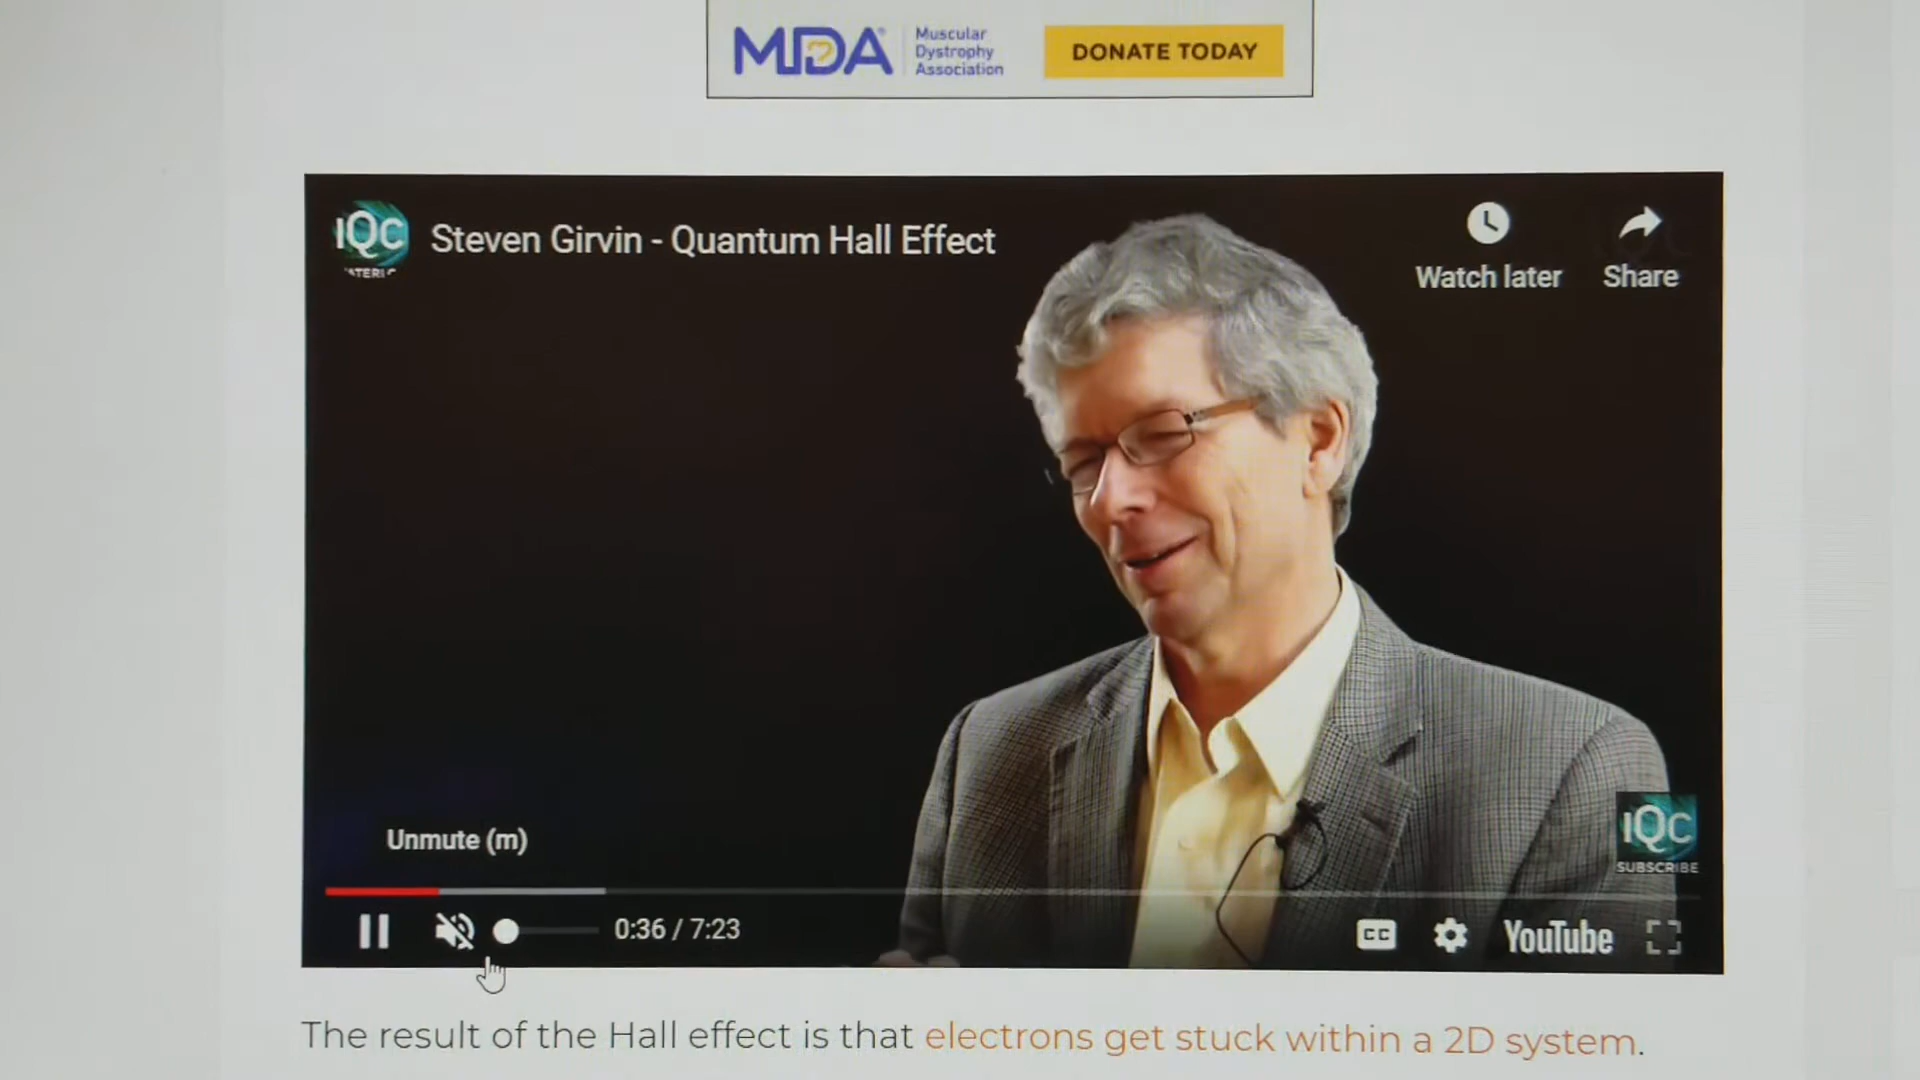 MDA
Muscular
Dystrophy
Association
DONATE TODAY
IQC
Steven Girvin - Quantum Hall Effect
Watch later
Share
Unmute (m)
IQC
SUBSCRIBE
0:36 / 7:23
CC
YouTube
The result of the Hall effect is that electrons get stuck within a 2D system.